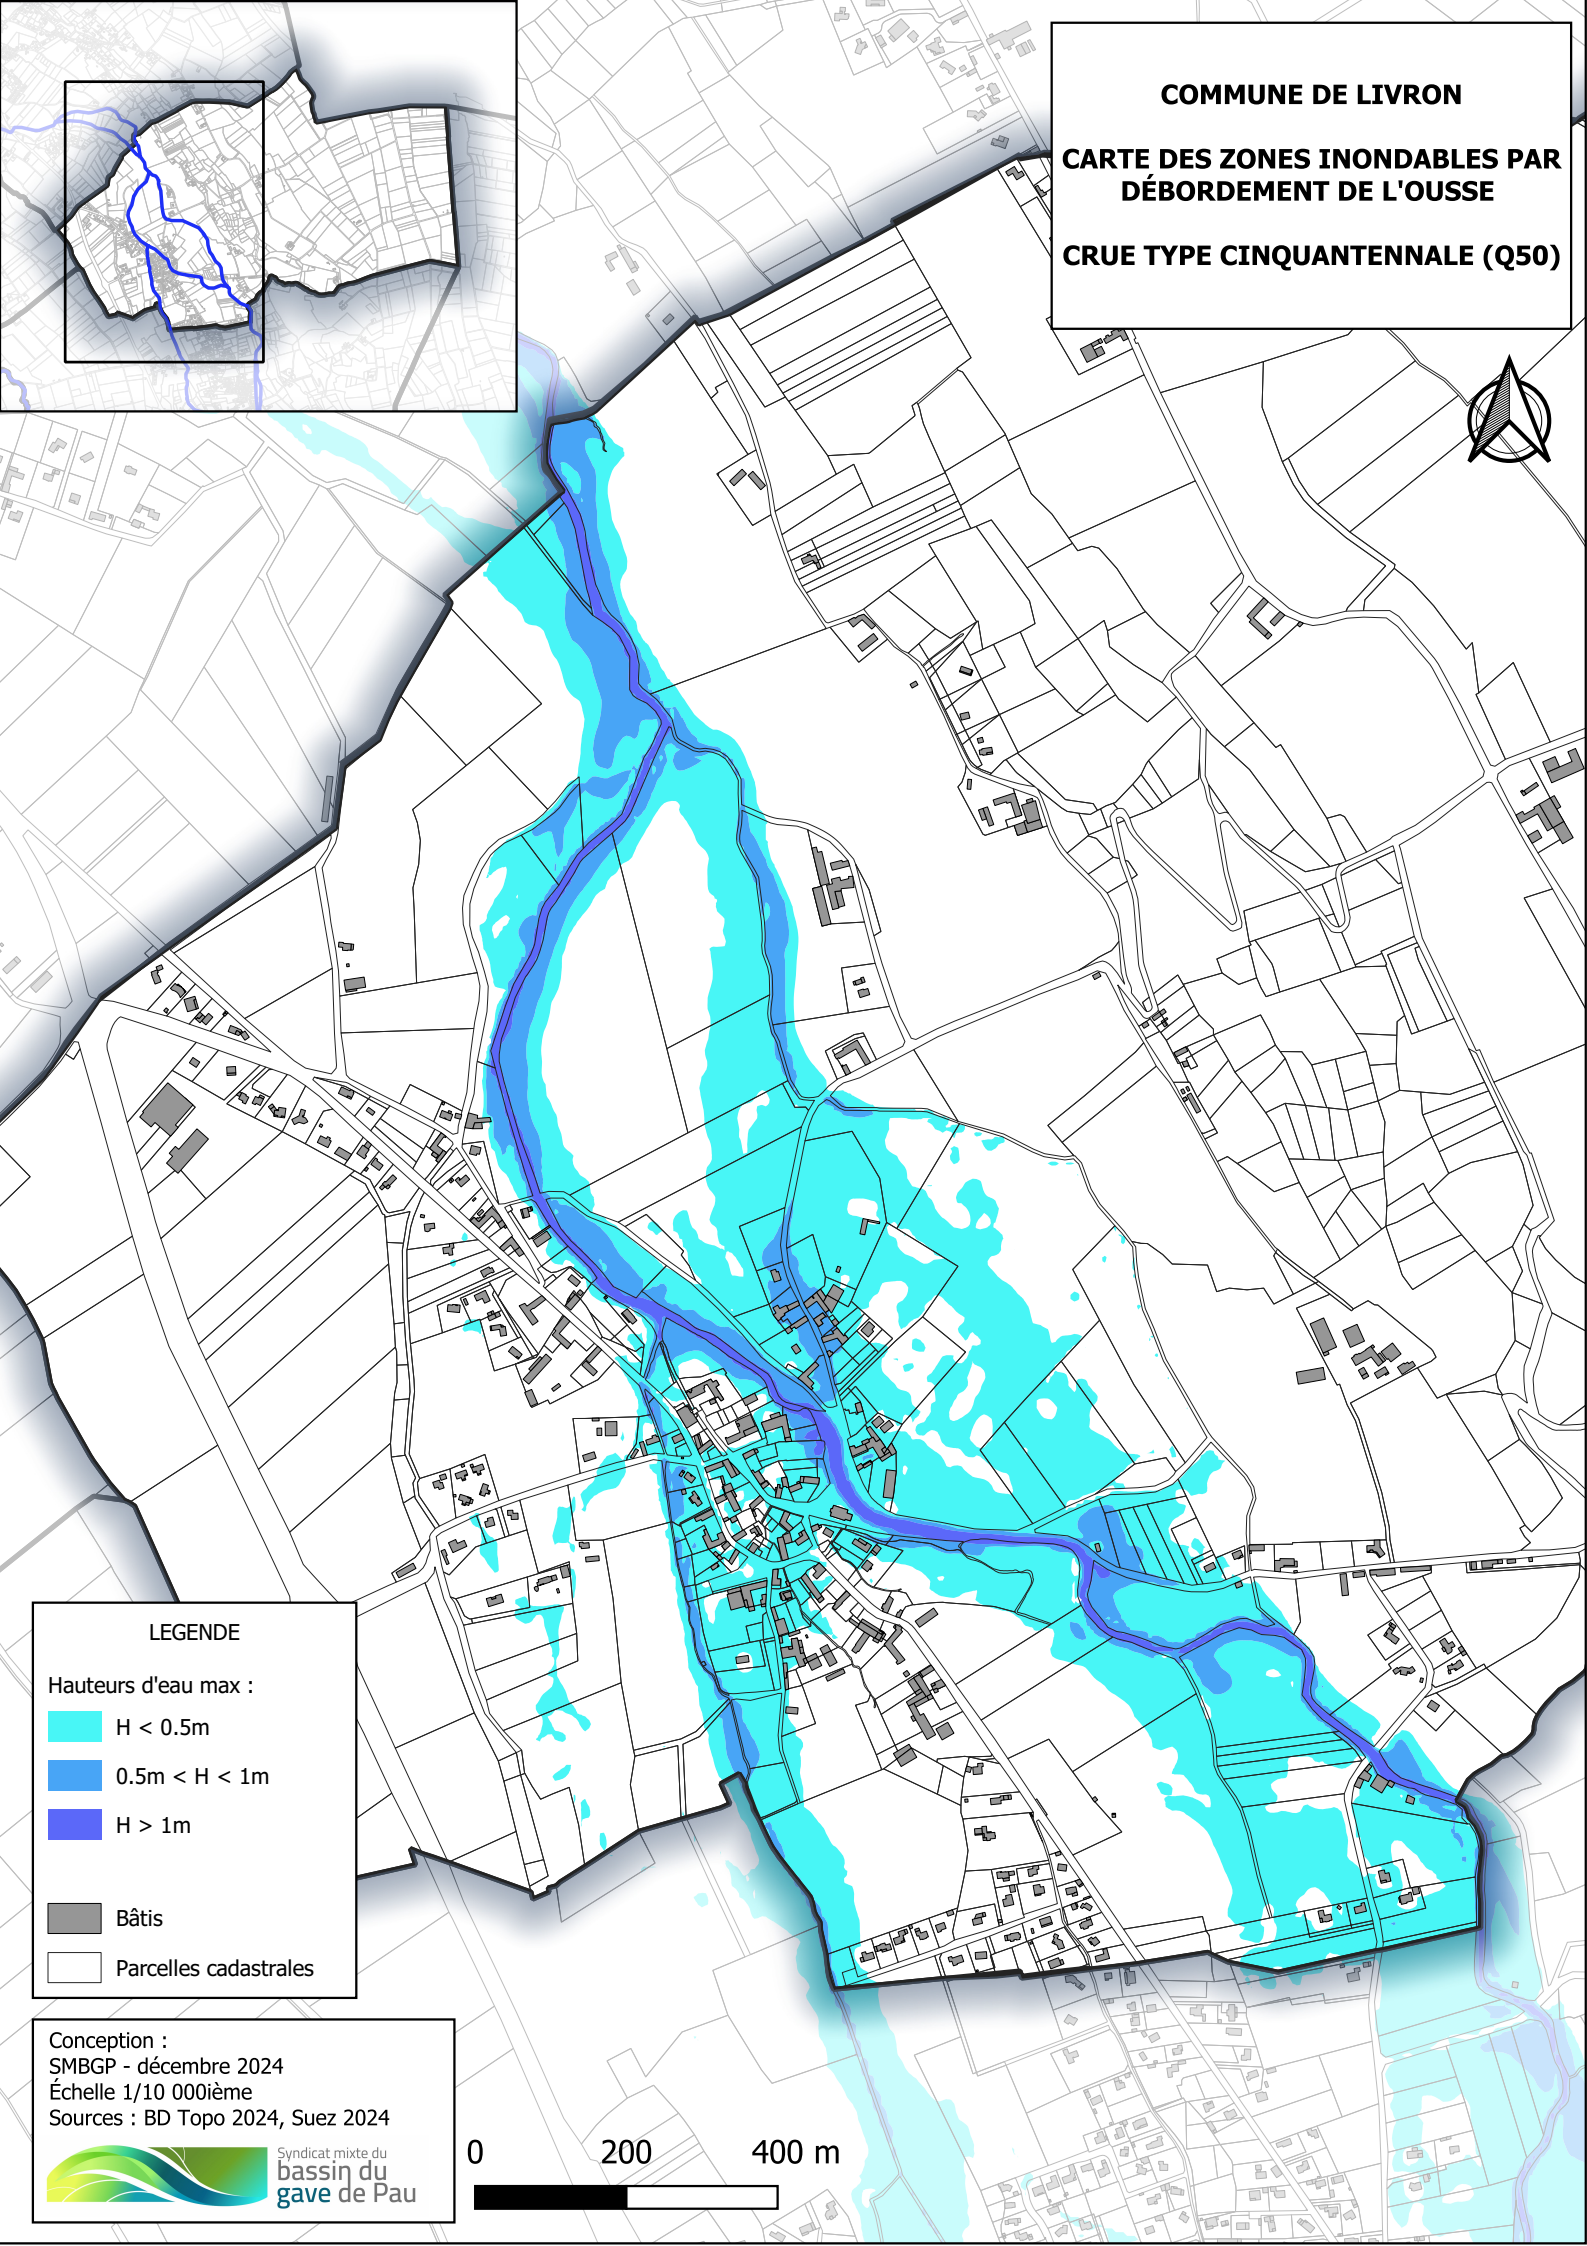 COMMUNE DE LIVRON
CARTE DES ZONES INONDABLES PAR
DÉBORDEMENT DE L'OUSSE
CRUE TYPE CINQUANTENNALE (Q50)
LEGENDE
Hauteurs d'eau max :
H < 0.5m
0.5m < H < 1m
H > 1m
Bâtis
Parcelles cadastrales
Conception :
SMBGP - décembre 2024
Échelle 1/10 000ième
Sources : BD Topo 2024, Suez 2024
Syndicat mixte du
bassin du
gave de Pau
0 200 400 m